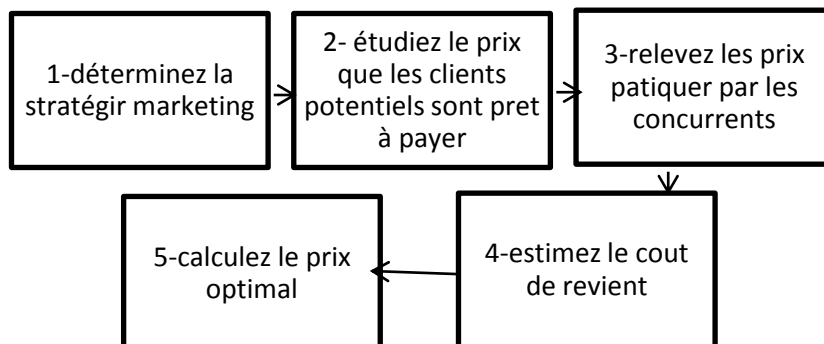 1-déterminez la
stratégir marketing
2- étudiez le prix
que les clients
potentiels sont pret
à payer
3-relevez les prix
patiquer par les
concurrents
4-estimez le cout
de revient
5-calculez le prix
optimal